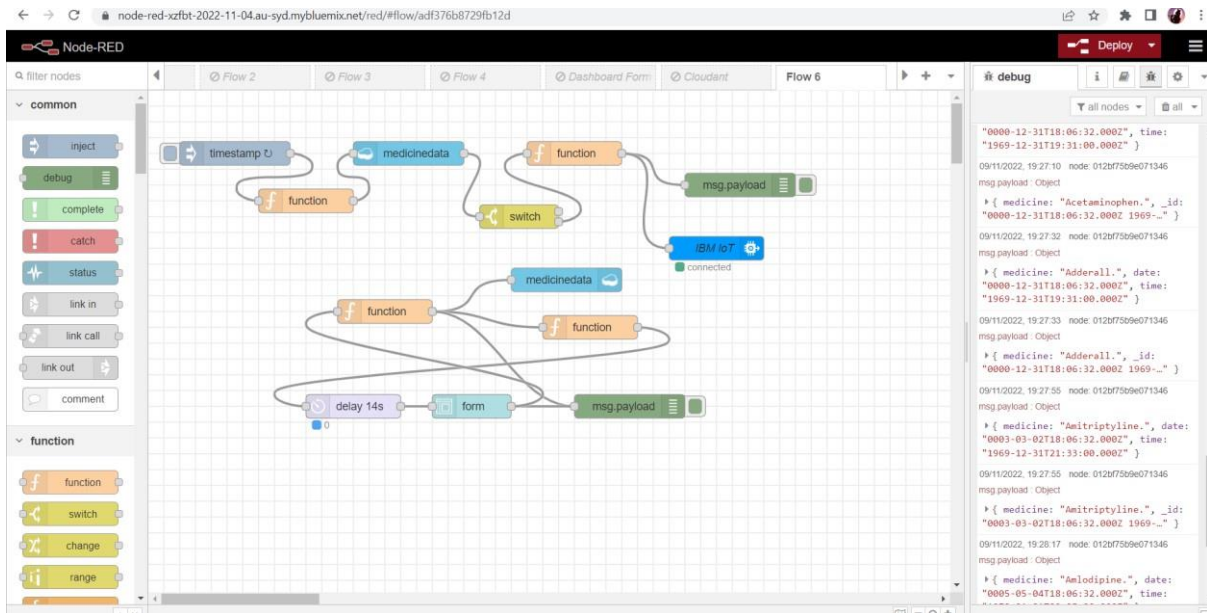 node-red-xzfbt-2022-11-04.au-syd.mybluemix.net/red/#flow/adf376b8729fb12d
Node-RED
Deploy
filter nodes
Flow 2
Flow 3
Flow 4
Dashboard Form
Cloudant
Flow 6
debug
i
all nodes
all
common
inject
debug
complete
catch
status
link in
link call
link out
comment
function
function
switch
change
range
timestamp ↻
medicinedata
function
function
msg.payload
switch
IBM IoT
connected
medicinedata
function
function
delay 14s
form
msg.payload
0
"0000-12-31T18:06:32.000Z", time:
"1969-12-31T19:31:00.000Z" }
09/11/2022, 19:27:10 node: 012bf75b9e071346
msg.payload : Object
{ medicine: "Acetaminophen.", _id:
"0000-12-31T18:06:32.000Z 1969-…" }
09/11/2022, 19:27:32 node: 012bf75b9e071346
msg.payload : Object
{ medicine: "Adderall.", date:
"0000-12-31T18:06:32.000Z", time:
"1969-12-31T19:31:00.000Z" }
09/11/2022, 19:27:33 node: 012bf75b9e071346
msg.payload : Object
{ medicine: "Adderall.", _id:
"0000-12-31T18:06:32.000Z 1969-…" }
09/11/2022, 19:27:55 node: 012bf75b9e071346
msg.payload : Object
{ medicine: "Amitriptyline.", date:
"0003-03-02T18:06:32.000Z", time:
"1969-12-31T21:33:00.000Z" }
09/11/2022, 19:27:55 node: 012bf75b9e071346
msg.payload : Object
{ medicine: "Amitriptyline.", _id:
"0003-03-02T18:06:32.000Z 1969-…" }
09/11/2022, 19:28:17 node: 012bf75b9e071346
msg.payload : Object
{ medicine: "Amlodipine.", date:
"0005-05-04T18:06:32.000Z", time: